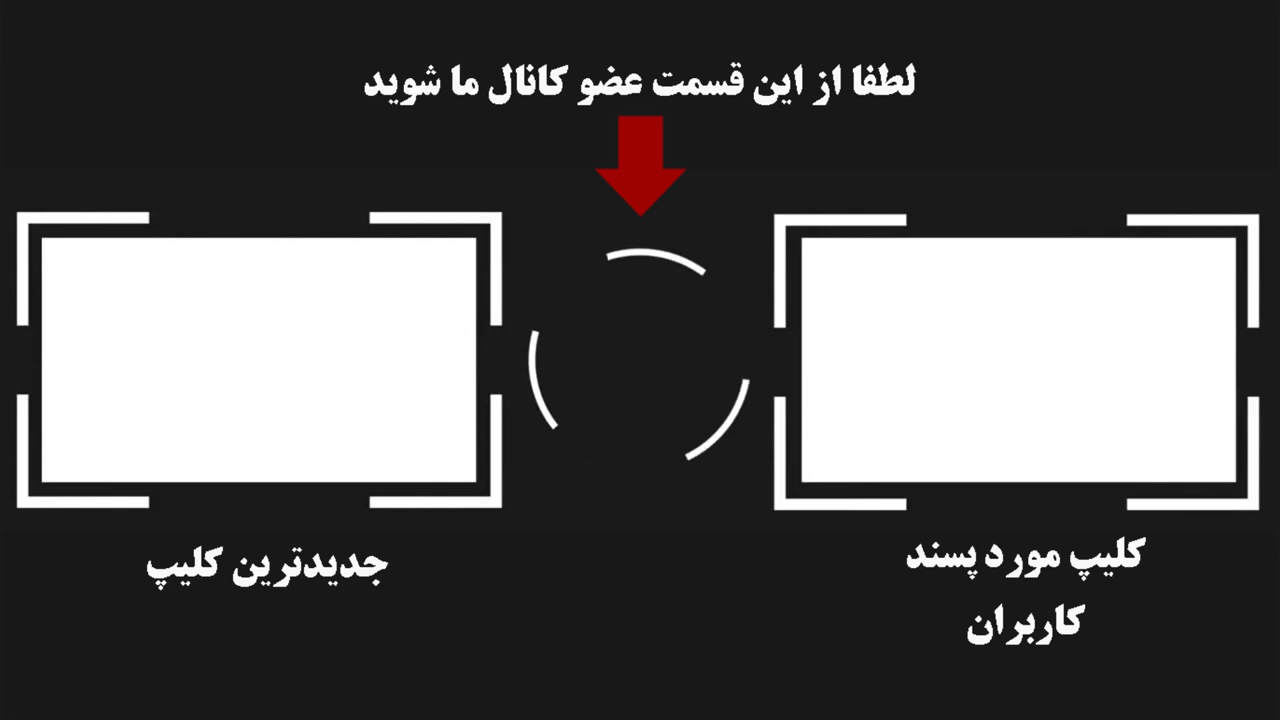 لطفا از این قسمت عضو کانال ما شوید
کلیپ مورد پسند
کاربران
جدیدترین کلیپ